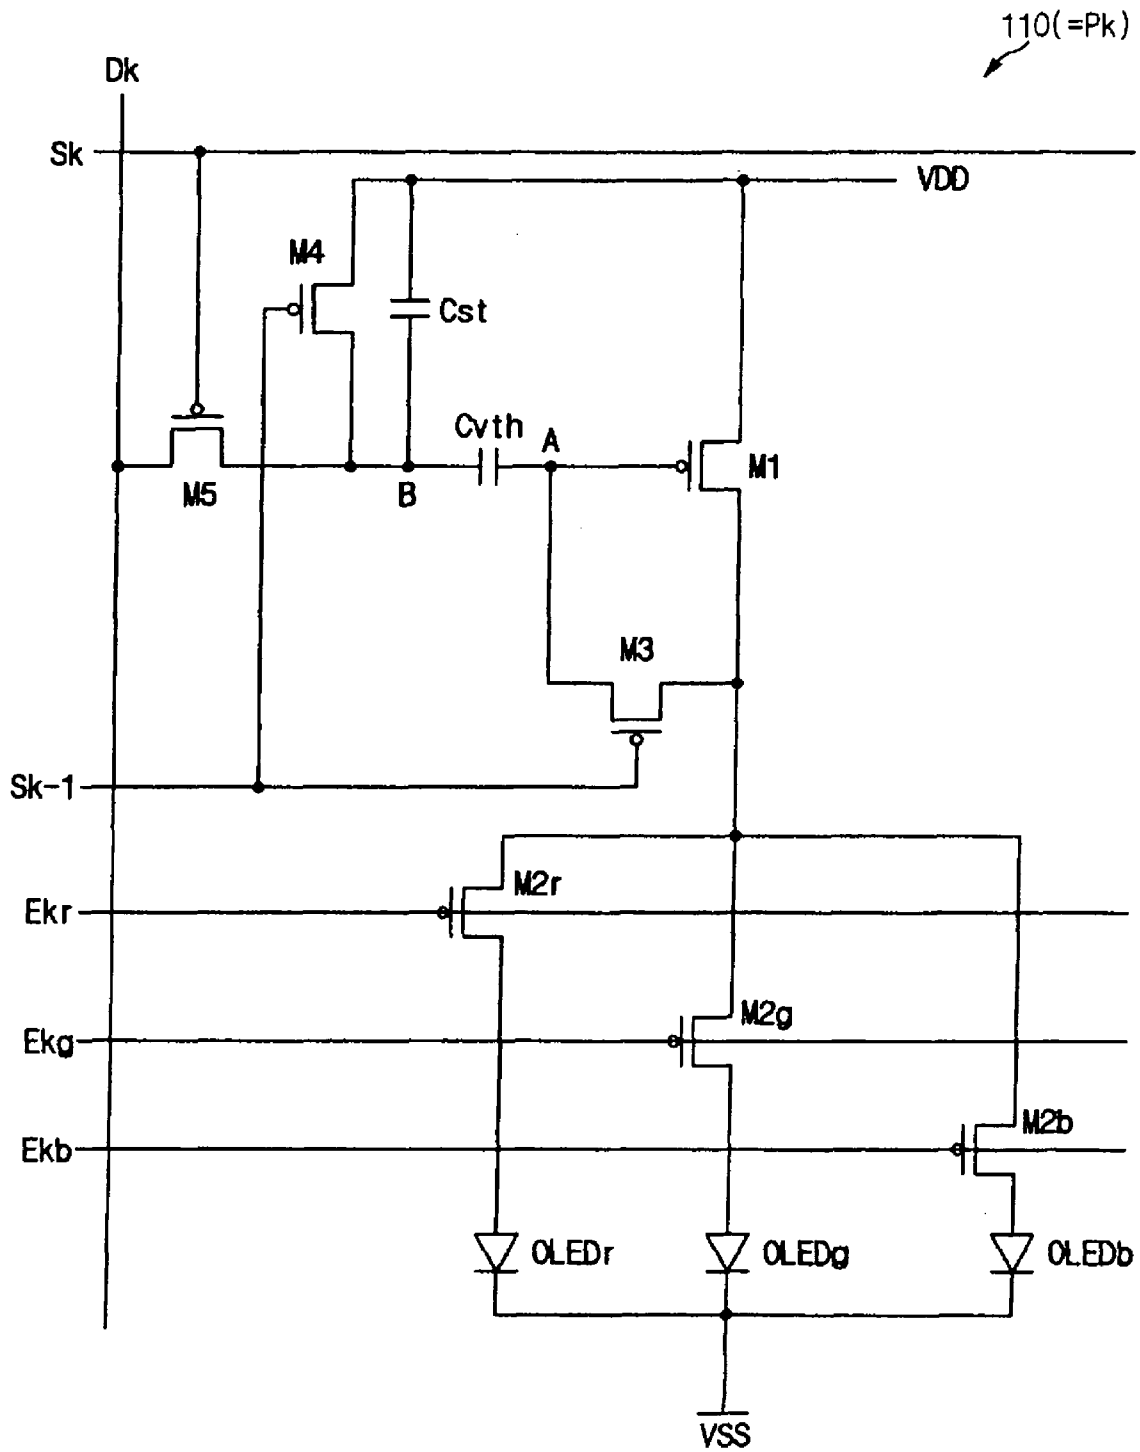 110(=Pk)
Dk
Sk
VDD
M4
Cst
Cvth
A
M1
M5
B
M3
Sk-1
M2r
Ekr
M2g
Ekg
M2b
Ekb
OLEDr
OLEDg
OLEDb
VSS